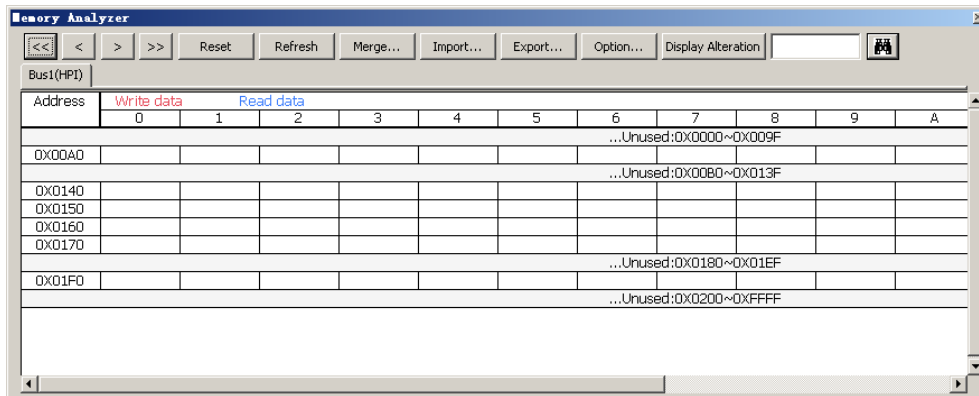 Memory Analyzer
<< < > >> Reset Refresh Merge... Import... Export... Option... Display Alteration
Bus1(HPI)
Address Write data Read data
0 1 2 3 4 5 6 7 8 9 A
...Unused:0X0000~0X009F
0X00A0
...Unused:0X00B0~0X013F
0X0140
0X0150
0X0160
0X0170
...Unused:0X0180~0X01EF
0X01F0
...Unused:0X0200~0XFFFF